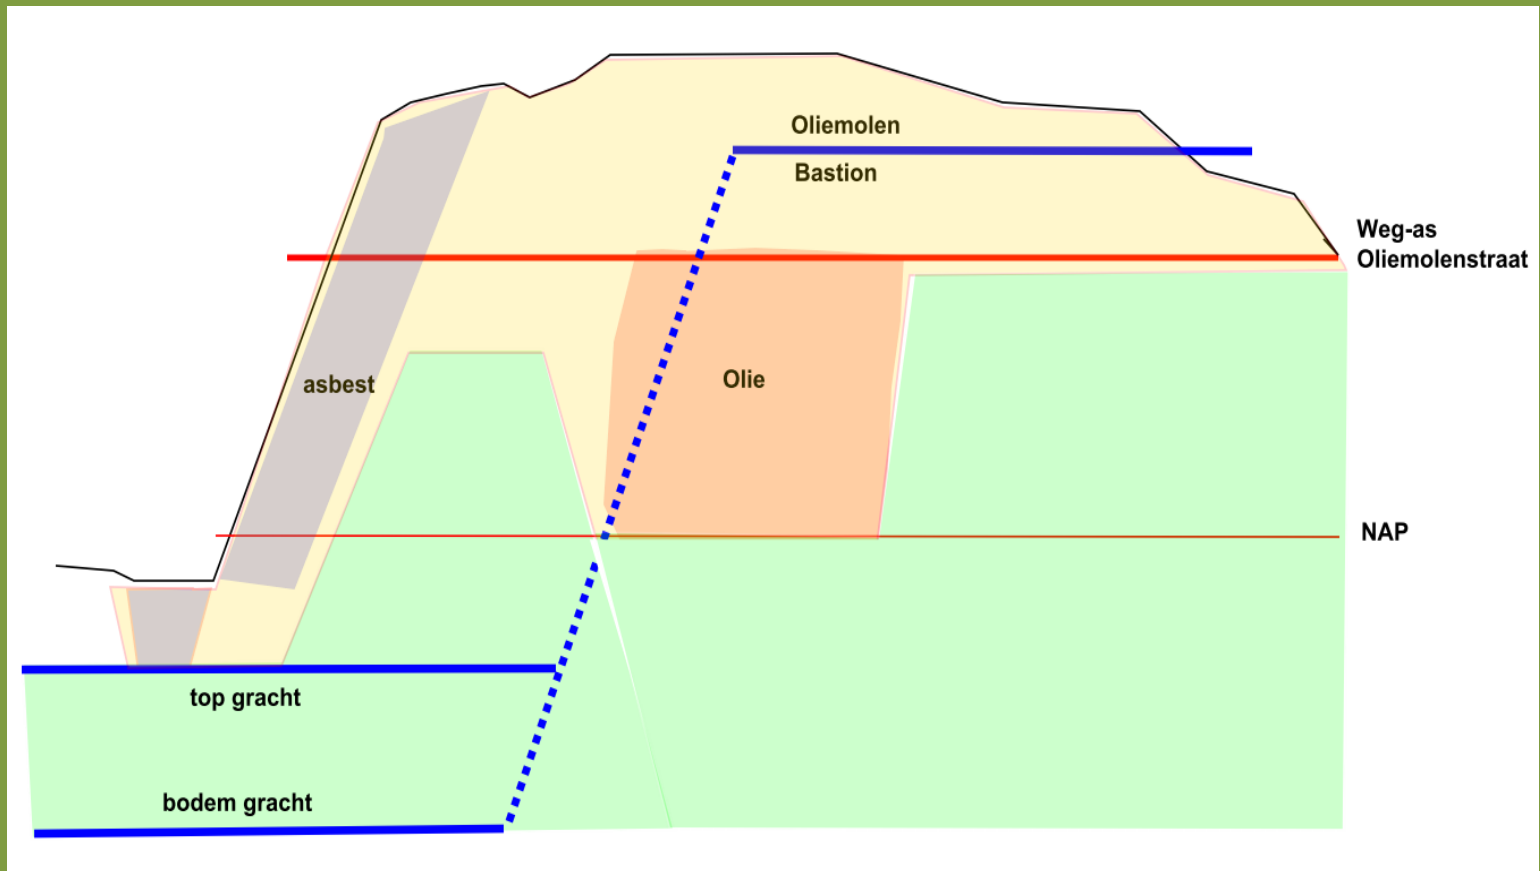 Oliemolen
Bastion
Weg-as
Oliemolenstraat
asbest
Olie
NAP
top gracht
bodem gracht